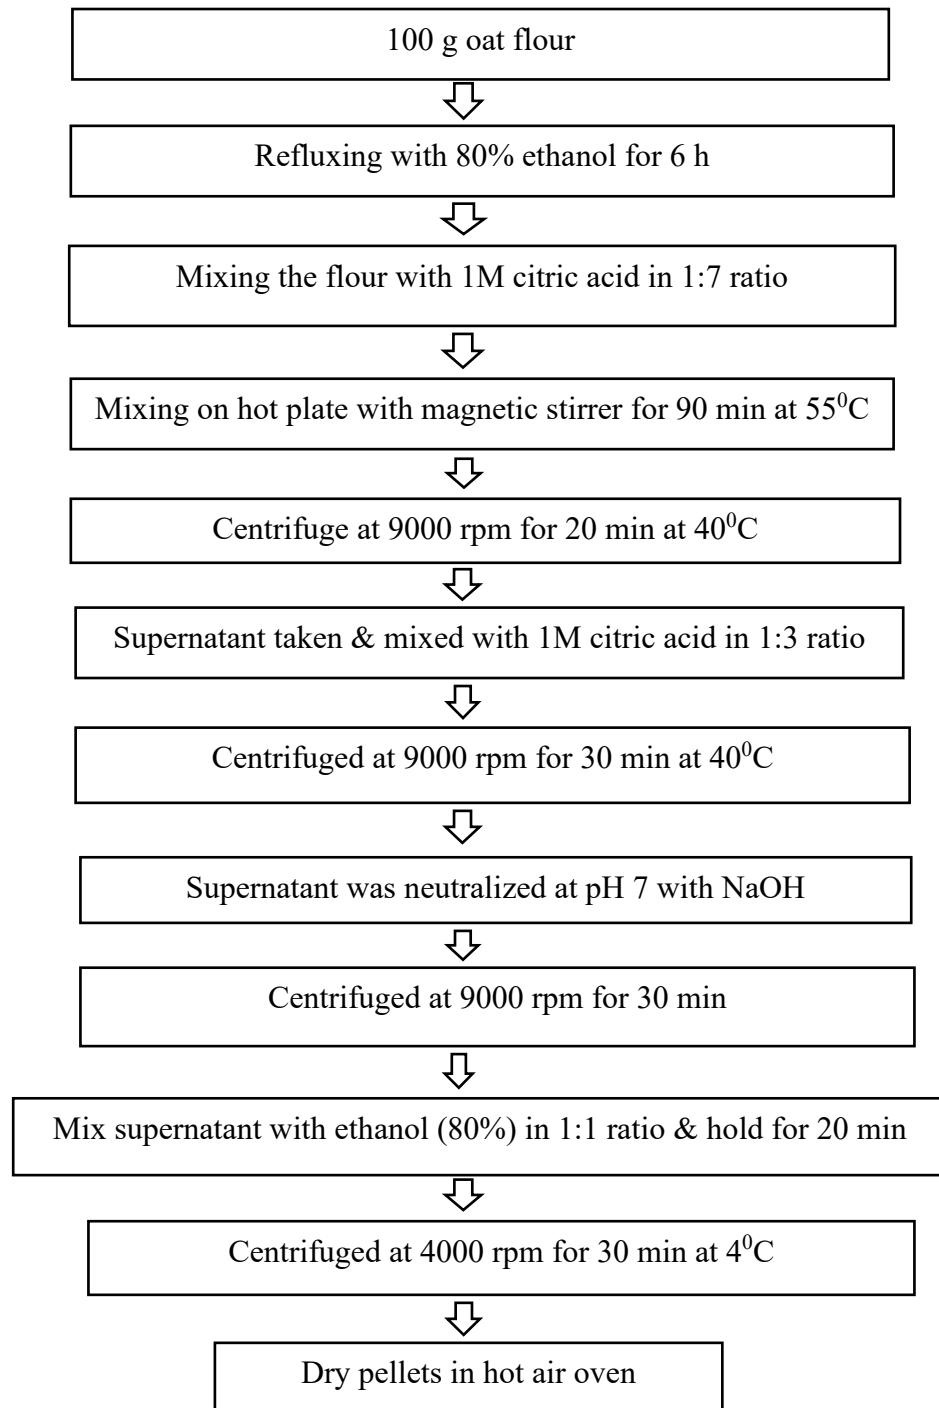 100 g oat flour
Refluxing with 80% ethanol for 6 h
Mixing the flour with 1M citric acid in 1:7 ratio
Mixing on hot plate with magnetic stirrer for 90 min at 55⁰C
Centrifuge at 9000 rpm for 20 min at 40⁰C
Supernatant taken & mixed with 1M citric acid in 1:3 ratio
Centrifuged at 9000 rpm for 30 min at 40⁰C
Supernatant was neutralized at pH 7 with NaOH
Centrifuged at 9000 rpm for 30 min
Mix supernatant with ethanol (80%) in 1:1 ratio & hold for 20 min
Centrifuged at 4000 rpm for 30 min at 4⁰C
Dry pellets in hot air oven